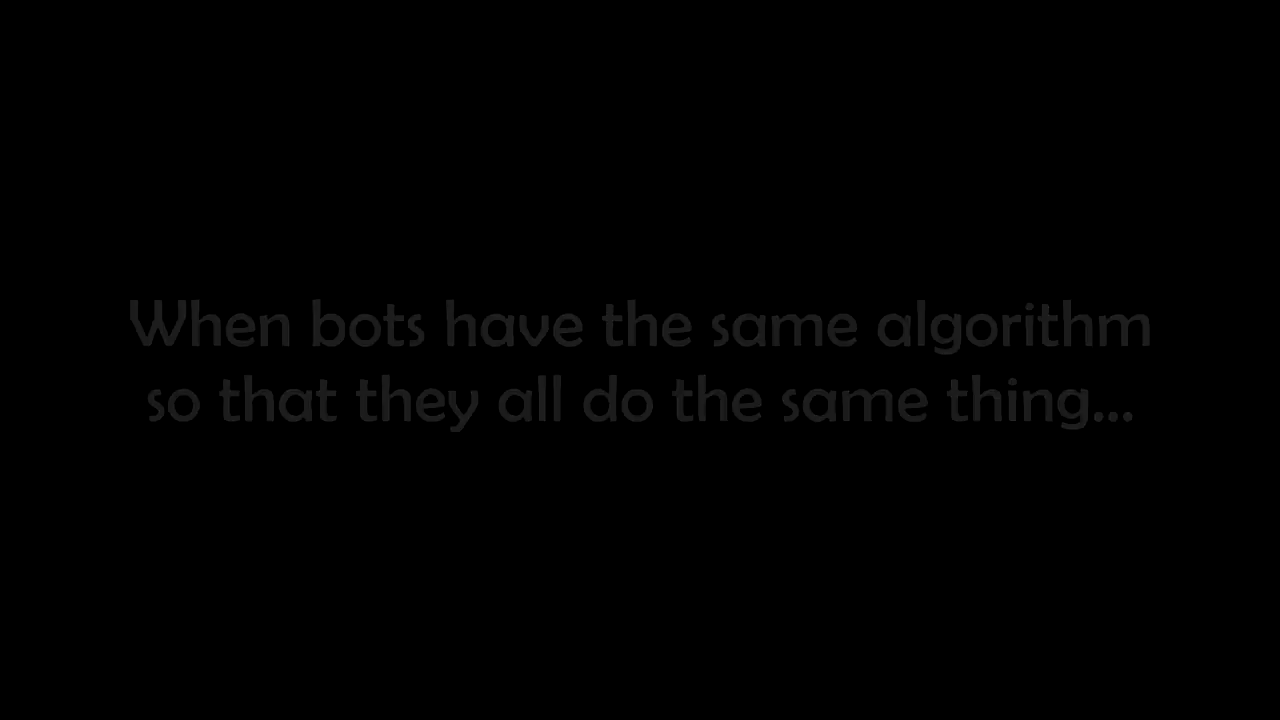 When bots have the same algorithm
so that they all do the same thing...